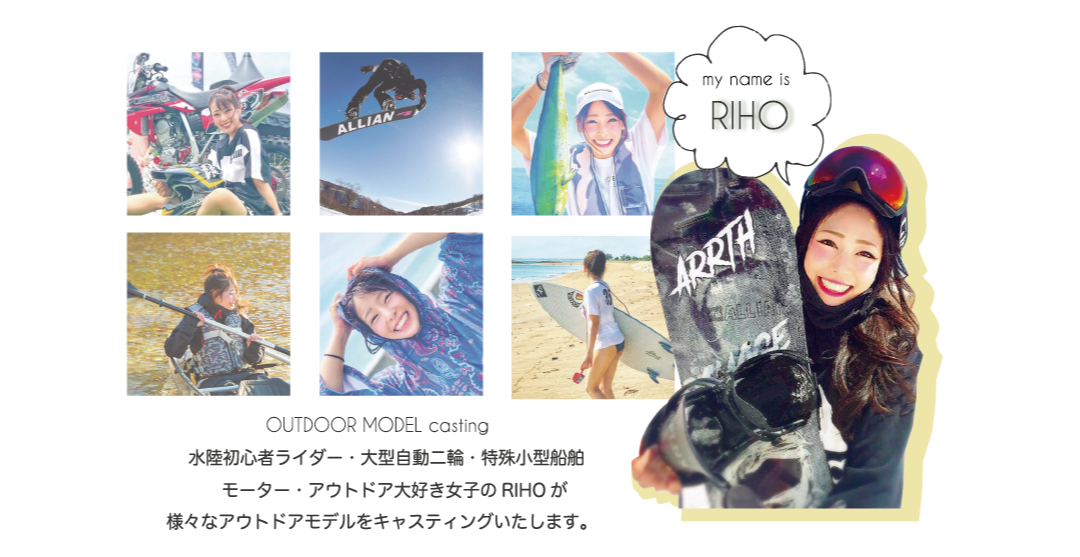 my name is
RIHO
ALLIAN
ARRTH
ALLIAN
OUTDOOR MODEL casting
水陸初心者ライダー・大型自動二輪・特殊小型船舶
モーター・アウトドア大好き女子の RIHO が
様々なアウトドアモデルをキャスティングいたします。